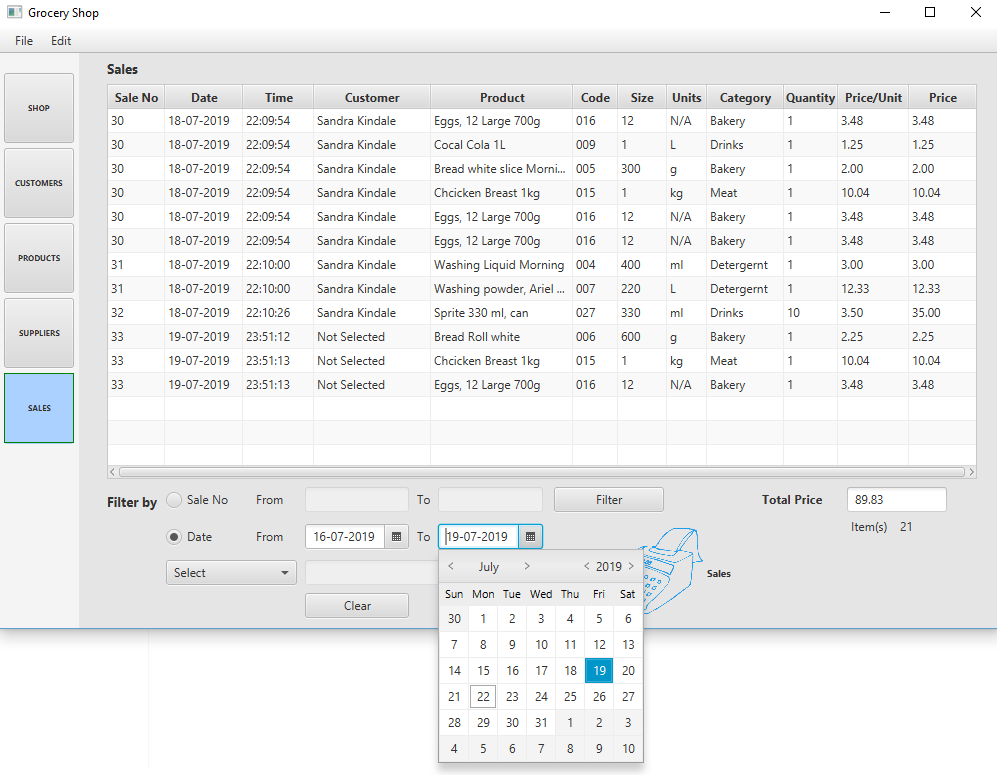 Grocery Shop
File Edit
Sales
SHOP
CUSTOMERS
PRODUCTS
SUPPLIERS
SALES
Sale No Date Time Customer Product Code Size Units Category Quantity Price/Unit Price
30 18-07-2019 22:09:54 Sandra Kindale Eggs, 12 Large 700g 016 12 N/A Bakery 1 3.48 3.48
30 18-07-2019 22:09:54 Sandra Kindale Cocal Cola 1L 009 1 L Drinks 1 1.25 1.25
30 18-07-2019 22:09:54 Sandra Kindale Bread white slice Morni... 005 300 g Bakery 1 2.00 2.00
30 18-07-2019 22:09:54 Sandra Kindale Chcicken Breast 1kg 015 1 kg Meat 1 10.04 10.04
30 18-07-2019 22:09:54 Sandra Kindale Eggs, 12 Large 700g 016 12 N/A Bakery 1 3.48 3.48
30 18-07-2019 22:09:54 Sandra Kindale Eggs, 12 Large 700g 016 12 N/A Bakery 1 3.48 3.48
31 18-07-2019 22:10:00 Sandra Kindale Washing Liquid Morning 004 400 ml Detergernt 1 3.00 3.00
31 18-07-2019 22:10:00 Sandra Kindale Washing powder, Ariel ... 007 220 L Detergernt 1 12.33 12.33
32 18-07-2019 22:10:26 Sandra Kindale Sprite 330 ml, can 027 330 ml Drinks 10 3.50 35.00
33 19-07-2019 23:51:12 Not Selected Bread Roll white 006 600 g Bakery 1 2.25 2.25
33 19-07-2019 23:51:13 Not Selected Chcicken Breast 1kg 015 1 kg Meat 1 10.04 10.04
33 19-07-2019 23:51:13 Not Selected Eggs, 12 Large 700g 016 12 N/A Bakery 1 3.48 3.48
Filter by Sale No From To Filter Total Price 89.83
Item(s) 21
Date From 16-07-2019 To 19-07-2019
Select
Clear
Sales
< July > < 2019 >
Sun Mon Tue Wed Thu Fri Sat
30 1 2 3 4 5 6
7 8 9 10 11 12 13
14 15 16 17 18 19 20
21 22 23 24 25 26 27
28 29 30 31 1 2 3
4 5 6 7 8 9 10